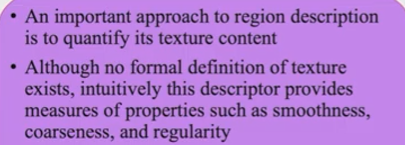 • An important approach to region description
is to quantify its texture content
• Although no formal definition of texture
exists, intuitively this descriptor provides
measures of properties such as smoothness,
coarseness, and regularity